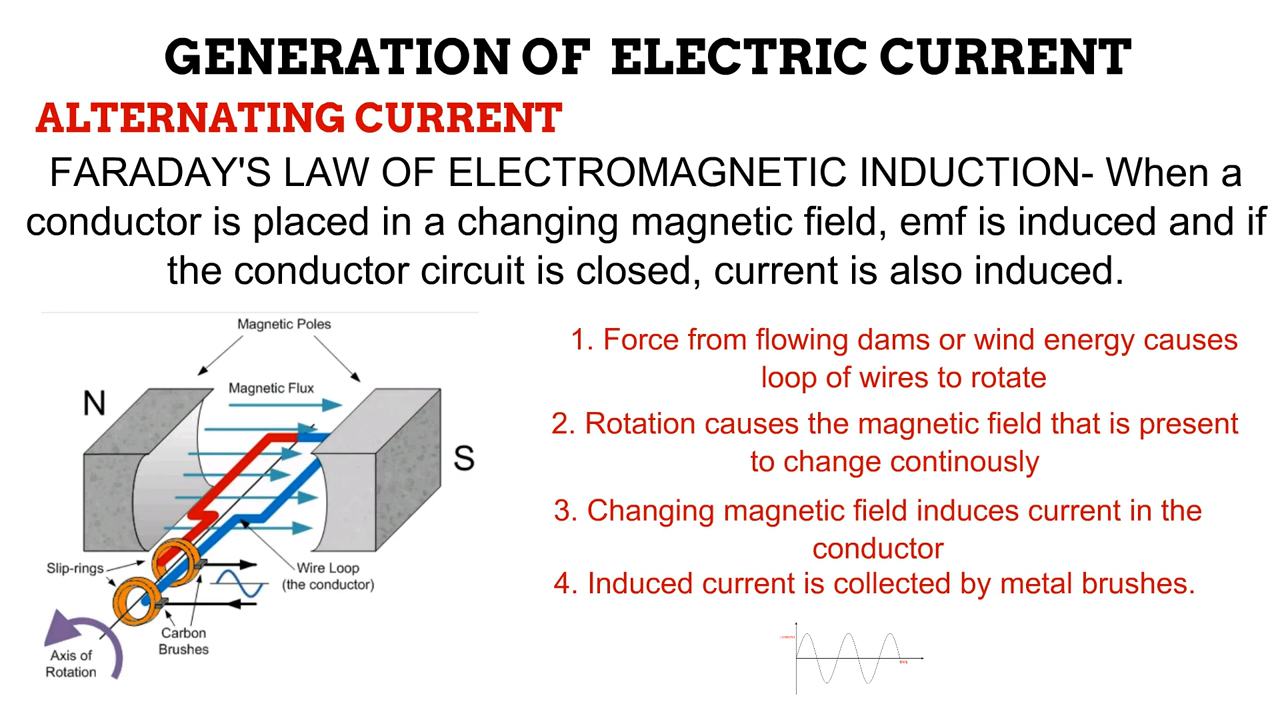 GENERATION OF ELECTRIC CURRENT
ALTERNATING CURRENT
FARADAY'S LAW OF ELECTROMAGNETIC INDUCTION- When a
conductor is placed in a changing magnetic field, emf is induced and if
the conductor circuit is closed, current is also induced.
Magnetic Poles
N
Magnetic Flux
S
Slip-rings
Wire Loop
(the conductor)
Carbon
Brushes
Axis of
Rotation
1. Force from flowing dams or wind energy causes
loop of wires to rotate
2. Rotation causes the magnetic field that is present
to change continously
3. Changing magnetic field induces current in the
conductor
4. Induced current is collected by metal brushes.